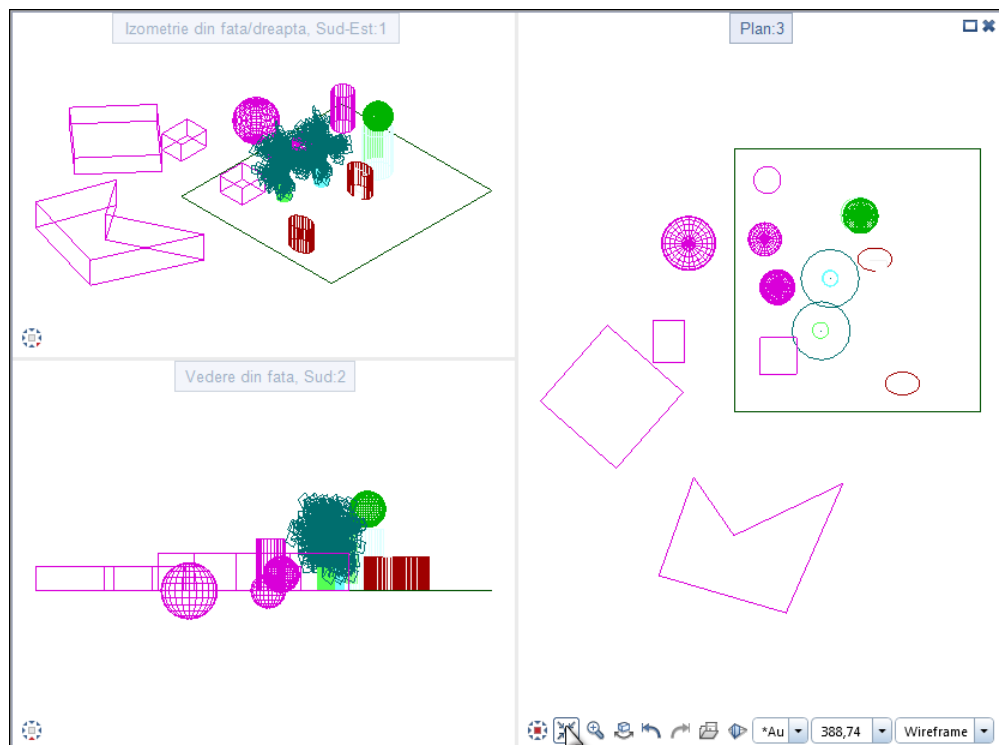 Izometrie din fata/dreapta, Sud-Est:1
Plan:3
Vedere din fata, Sud:2
*Au
388,74
Wireframe